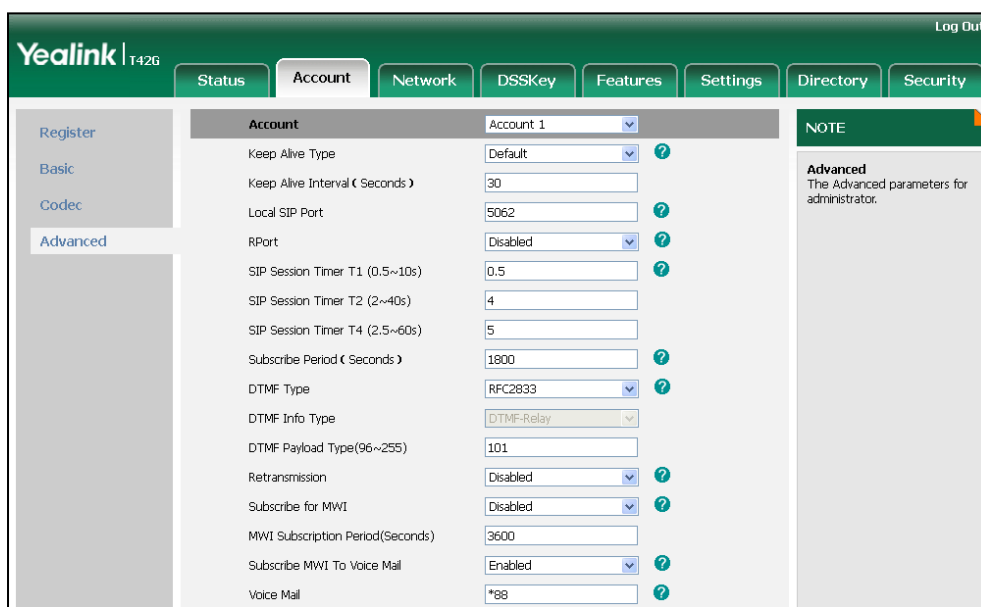 Log Out
Yealink | T42G
Status Account Network DSSKey Features Settings Directory Security
Register
Basic
Codec
Advanced
Account Account 1
Keep Alive Type Default ?
Keep Alive Interval(Seconds) 30
Local SIP Port 5062 ?
RPort Disabled ?
SIP Session Timer T1 (0.5~10s) 0.5 ?
SIP Session Timer T2 (2~40s) 4
SIP Session Timer T4 (2.5~60s) 5
Subscribe Period(Seconds) 1800 ?
DTMF Type RFC2833 ?
DTMF Info Type DTMF-Relay
DTMF Payload Type(96~255) 101
Retransmission Disabled ?
Subscribe for MWI Disabled ?
MWI Subscription Period(Seconds) 3600
Subscribe MWI To Voice Mail Enabled ?
Voice Mail *88 ?
NOTE
Advanced
The Advanced parameters for
administrator.